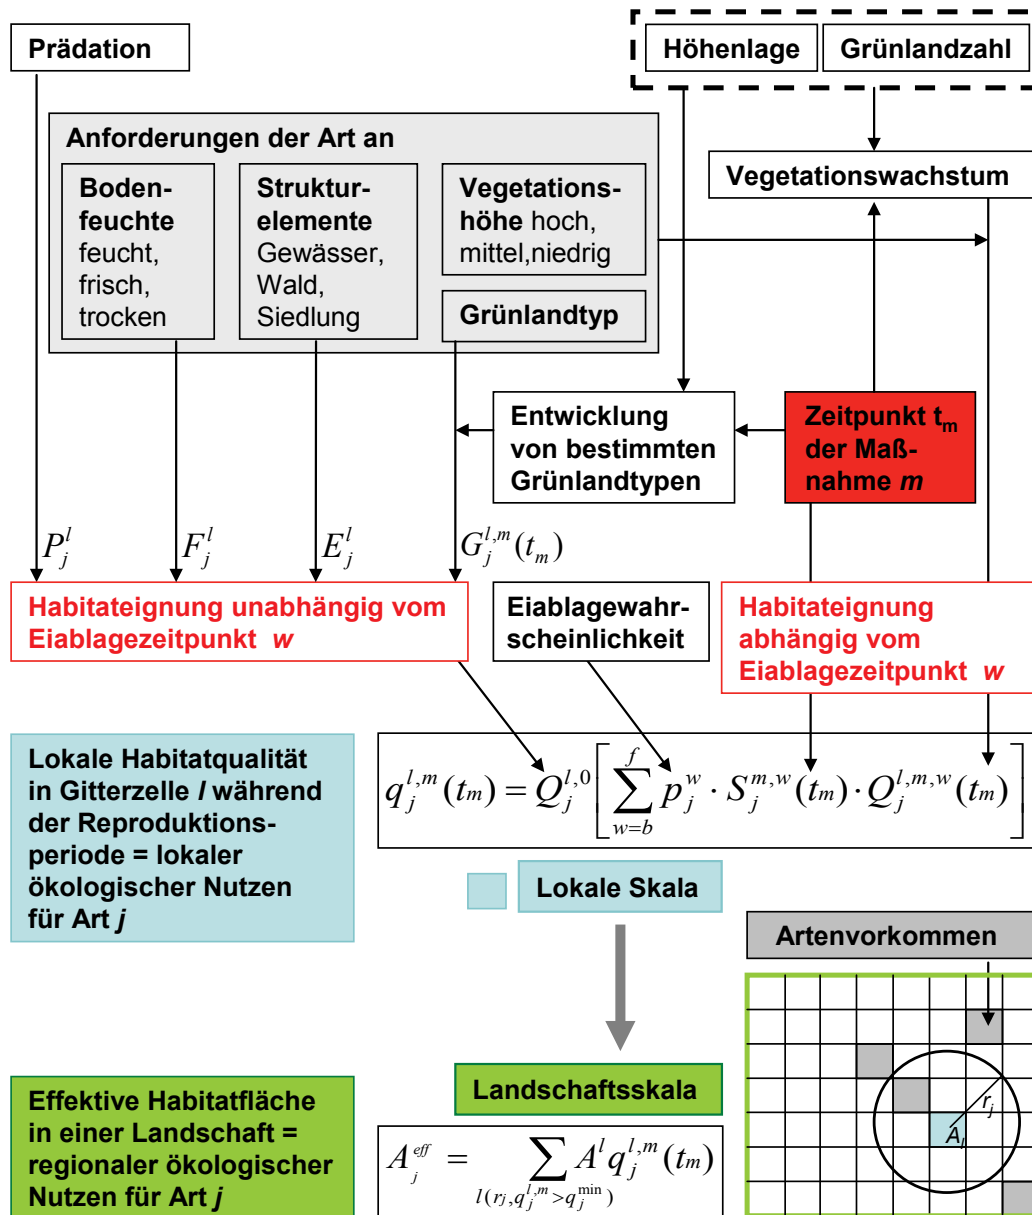 Prädation
Höhenlage
Grünlandzahl
Anforderungen der Art an
Boden-
feuchte
feucht,
frisch,
trocken
Struktur-
elemente
Gewässer,
Wald,
Siedlung
Vegetations-
höhe hoch,
mittel,niedrig
Grünlandtyp
Vegetationswachstum
Entwicklung
von bestimmten
Grünlandtypen
Zeitpunkt t_m
der Maß-
nahme m
P_j^l
F_j^l
E_j^l
G_j^{l,m}(t_m)
Habitateignung unabhängig vom
Eiablagezeitpunkt w
Eiablagewahr-
scheinlichkeit
Habitateignung
abhängig vom
Eiablagezeitpunkt w
Lokale Habitatqualität
in Gitterzelle l während
der Reproduktions-
periode = lokaler
ökologischer Nutzen
für Art j
q_j^{l,m}(t_m) = Q_j^{l,0} [ ∑_{w=b}^{f} p_j^w · S_j^{m,w}(t_m) · Q_j^{l,m,w}(t_m) ]
Lokale Skala
Artenvorkommen
r_j
A_l
Landschaftsskala
Effektive Habitatfläche
in einer Landschaft =
regionaler ökologischer
Nutzen für Art j
A_j^{eff} = ∑_{l(r_j, q_j^{l,m} > q_j^{min})} A^l q_j^{l,m}(t_m)